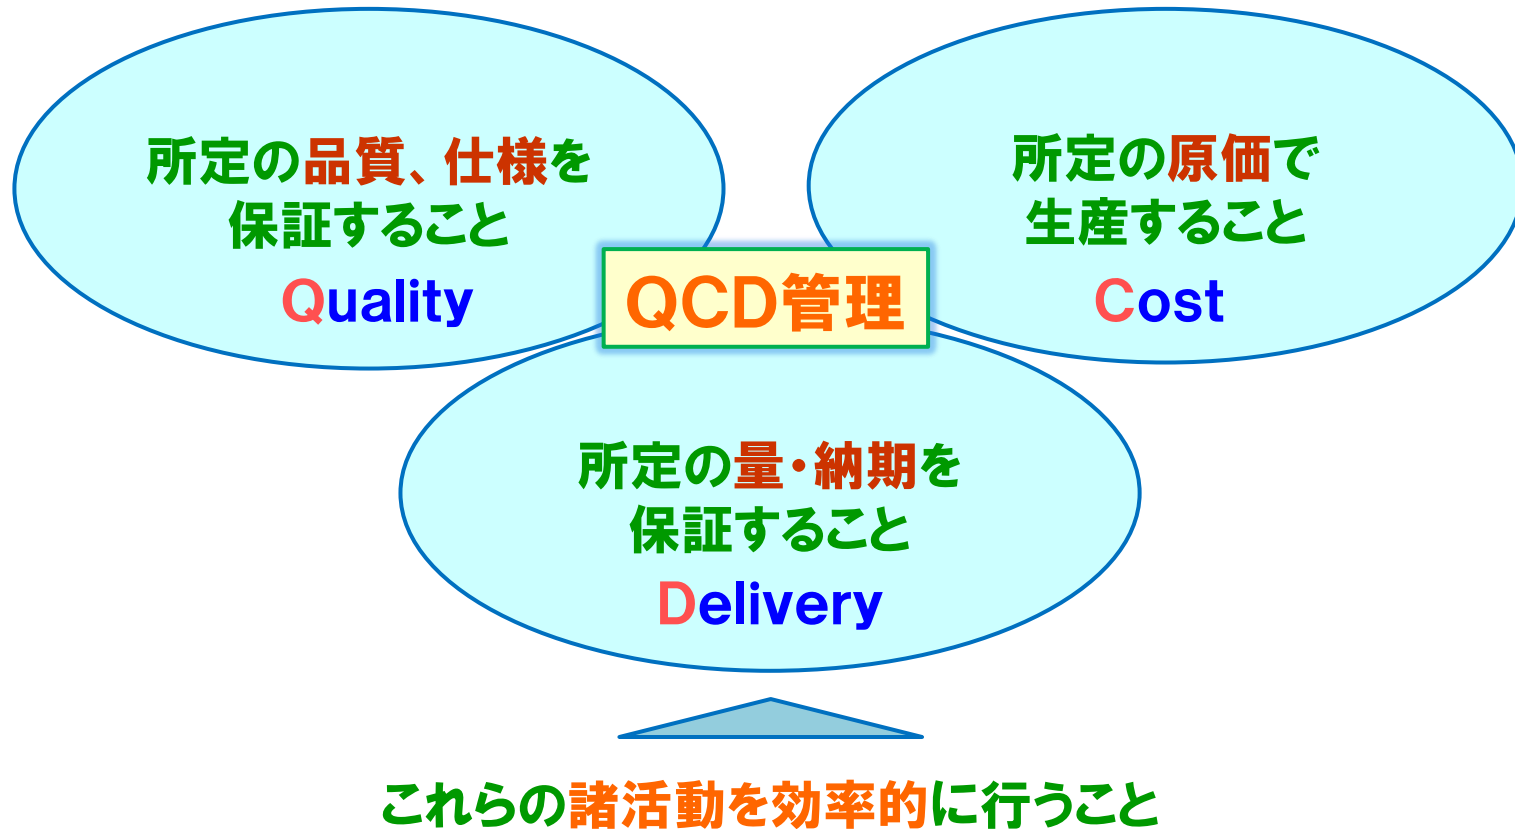 所定の品質、仕様を
保証すること
Quality
所定の原価で
生産すること
Cost
QCD管理
所定の量・納期を
保証すること
Delivery
これらの諸活動を効率的に行うこと